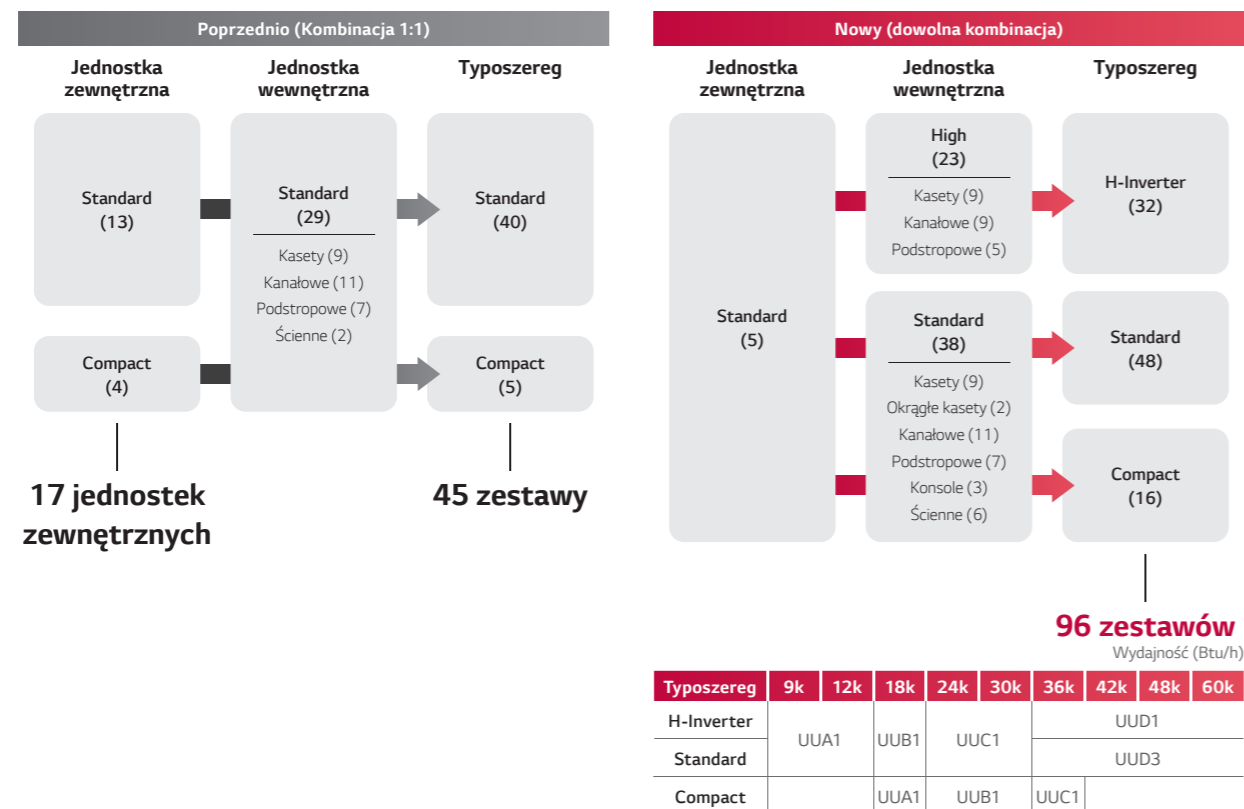 Poprzednio (Kombinacja 1:1)
Jednostka
zewnętrzna
Jednostka
wewnętrzna
Typoszereg
Standard
(13)
Standard
(29)
Kasety (9)
Kanałowe (11)
Podstropowe (7)
Ścienne (2)
Standard
(40)
Compact
(4)
Compact
(5)
17 jednostek
zewnętrznych
45 zestawy
Nowy (dowolna kombinacja)
Jednostka
zewnętrzna
Jednostka
wewnętrzna
Typoszereg
Standard
(5)
High
(23)
Kasety (9)
Kanałowe (9)
Podstropowe (5)
H-Inverter
(32)
Standard
(38)
Kasety (9)
Okrągłe kasety (2)
Kanałowe (11)
Podstropowe (7)
Konsole (3)
Ścienne (6)
Standard
(48)
Compact
(16)
96 zestawów
Wydajność (Btu/h)
Typoszereg 9k 12k 18k 24k 30k 36k 42k 48k 60k
H-Inverter UUA1 UUB1 UUC1 UUD1
Standard UUD3
Compact UUA1 UUB1 UUC1